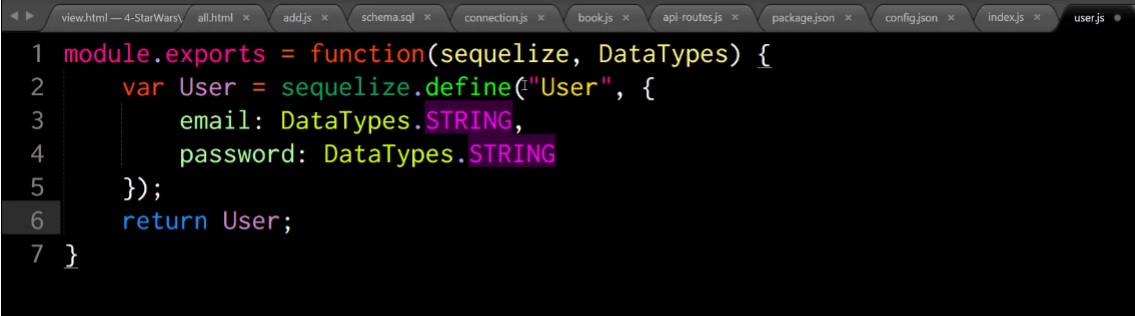 view.html — 4-StarWars\ all.html × add.js × schema.sql × connection.js × book.js × api-routes.js × package.json × config.json × index.js × user.js
1 module.exports = function(sequelize, DataTypes) {
2     var User = sequelize.define("User", {
3         email: DataTypes.STRING,
4         password: DataTypes.STRING
5     });
6     return User;
7 }